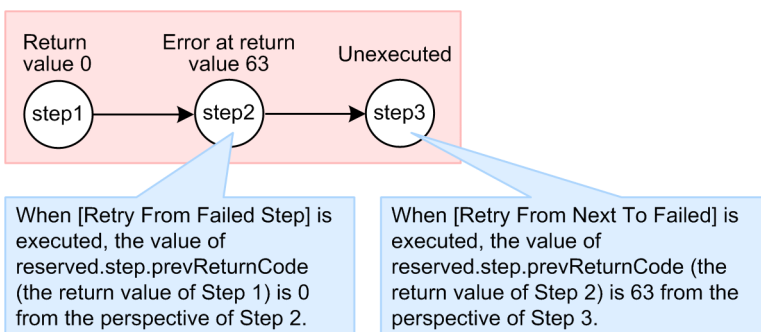 Return
value 0
Error at return
value 63
Unexecuted
step1
step2
step3
When [Retry From Failed Step] is
executed, the value of
reserved.step.prevReturnCode
(the return value of Step 1) is 0
from the perspective of Step 2.
When [Retry From Next To Failed] is
executed, the value of
reserved.step.prevReturnCode (the
return value of Step 2) is 63 from the
perspective of Step 3.